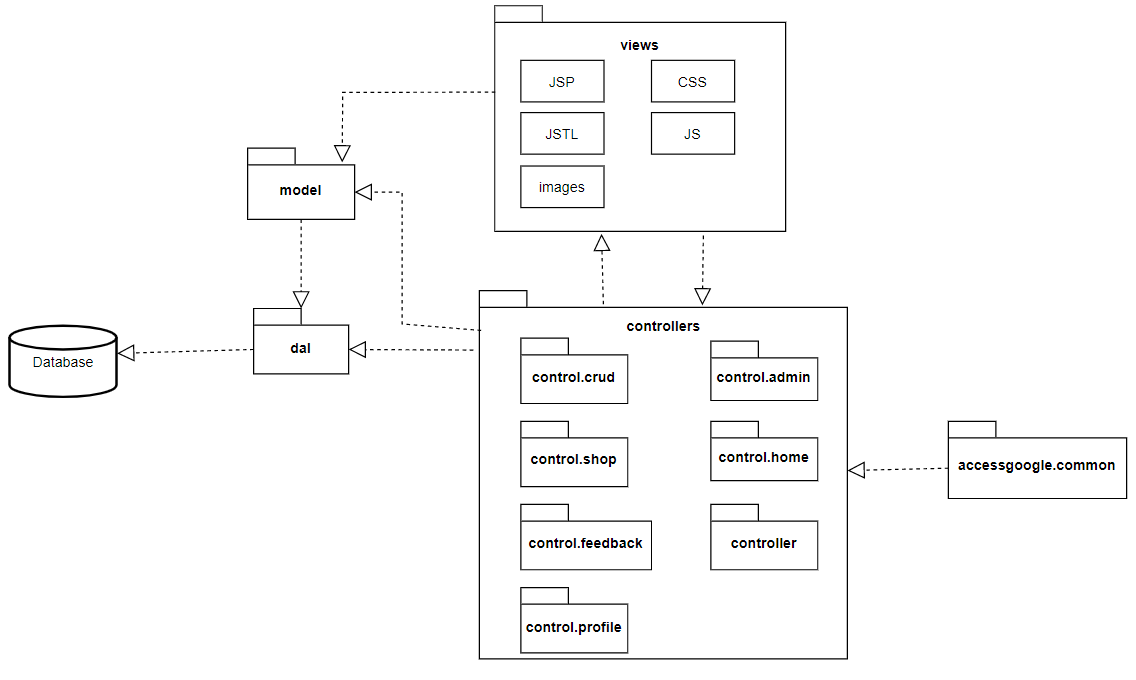 views
JSP
CSS
JSTL
JS
images
model
dal
Database
controllers
control.crud
control.admin
control.shop
control.home
control.feedback
controller
control.profile
accessgoogle.common